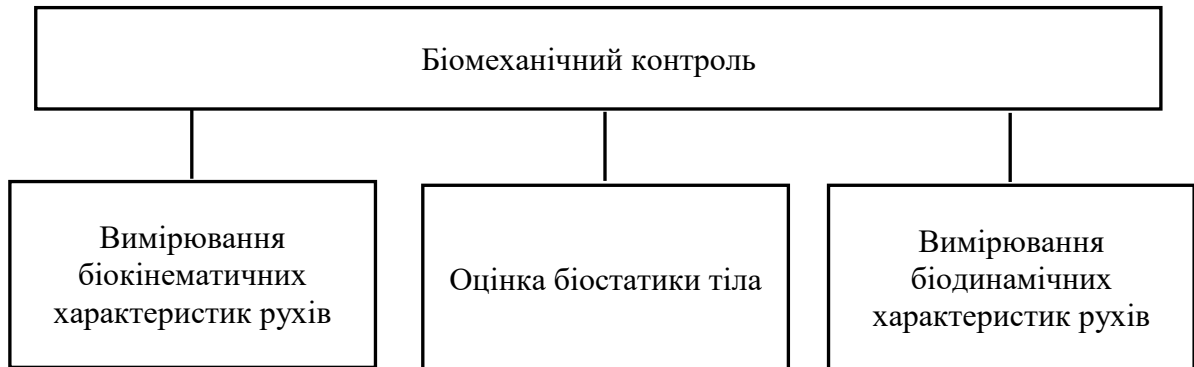 Біомеханічний контроль
Вимірювання
біокінематичних
характеристик рухів
Оцінка біостатики тіла
Вимірювання
біодинамічних
характеристик рухів